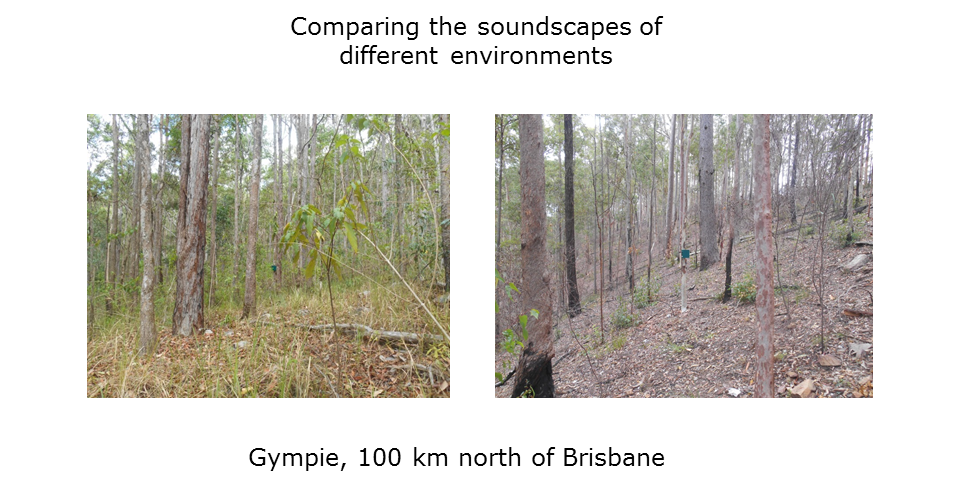 Comparing the soundscapes of
different environments
Gympie, 100 km north of Brisbane